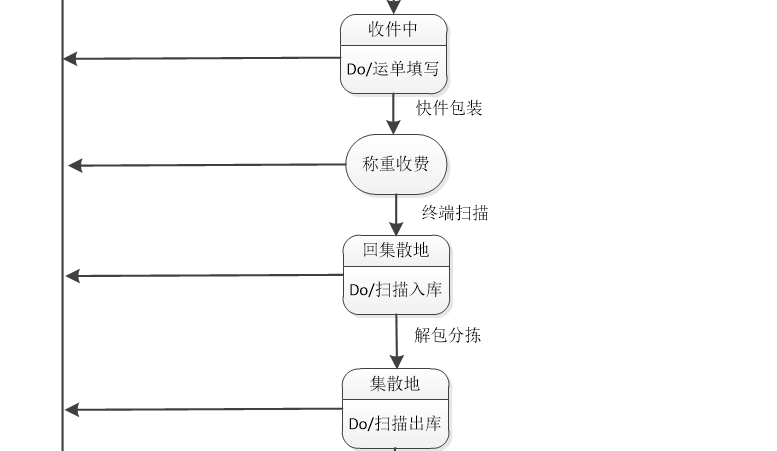 收件中
Do/运单填写
快件包装
称重收费
终端扫描
回集散地
Do/扫描入库
解包分拣
集散地
Do/扫描出库